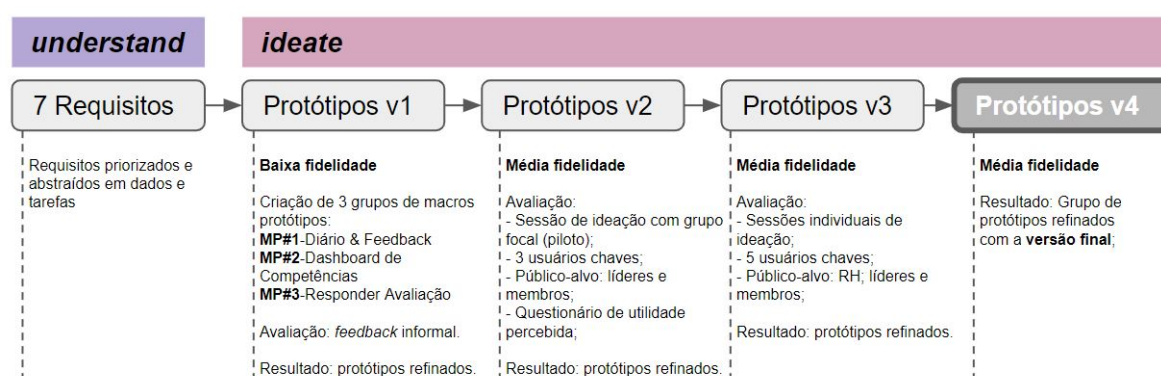 understand
ideate
7 Requisitos
Protótipos v1
Protótipos v2
Protótipos v3
Protótipos v4
Requisitos priorizados e
abstraídos em dados e
tarefas
Baixa fidelidade
Criação de 3 grupos de macros
protótipos:
MP#1-Diário & Feedback
MP#2-Dashboard de
Competências
MP#3-Responder Avaliação
Avaliação: feedback informal.
Resultado: protótipos refinados.
Média fidelidade
Avaliação:
- Sessão de ideação com grupo
focal (piloto);
- 3 usuários chaves;
- Público-alvo: líderes e
membros;
- Questionário de utilidade
percebida;
Resultado: protótipos refinados.
Média fidelidade
Avaliação:
- Sessões individuais de
ideação;
- 5 usuários chaves;
- Público-alvo: RH; líderes e
membros;
Resultado: protótipos refinados.
Média fidelidade
Resultado: Grupo de
protótipos refinados
com a versão final;